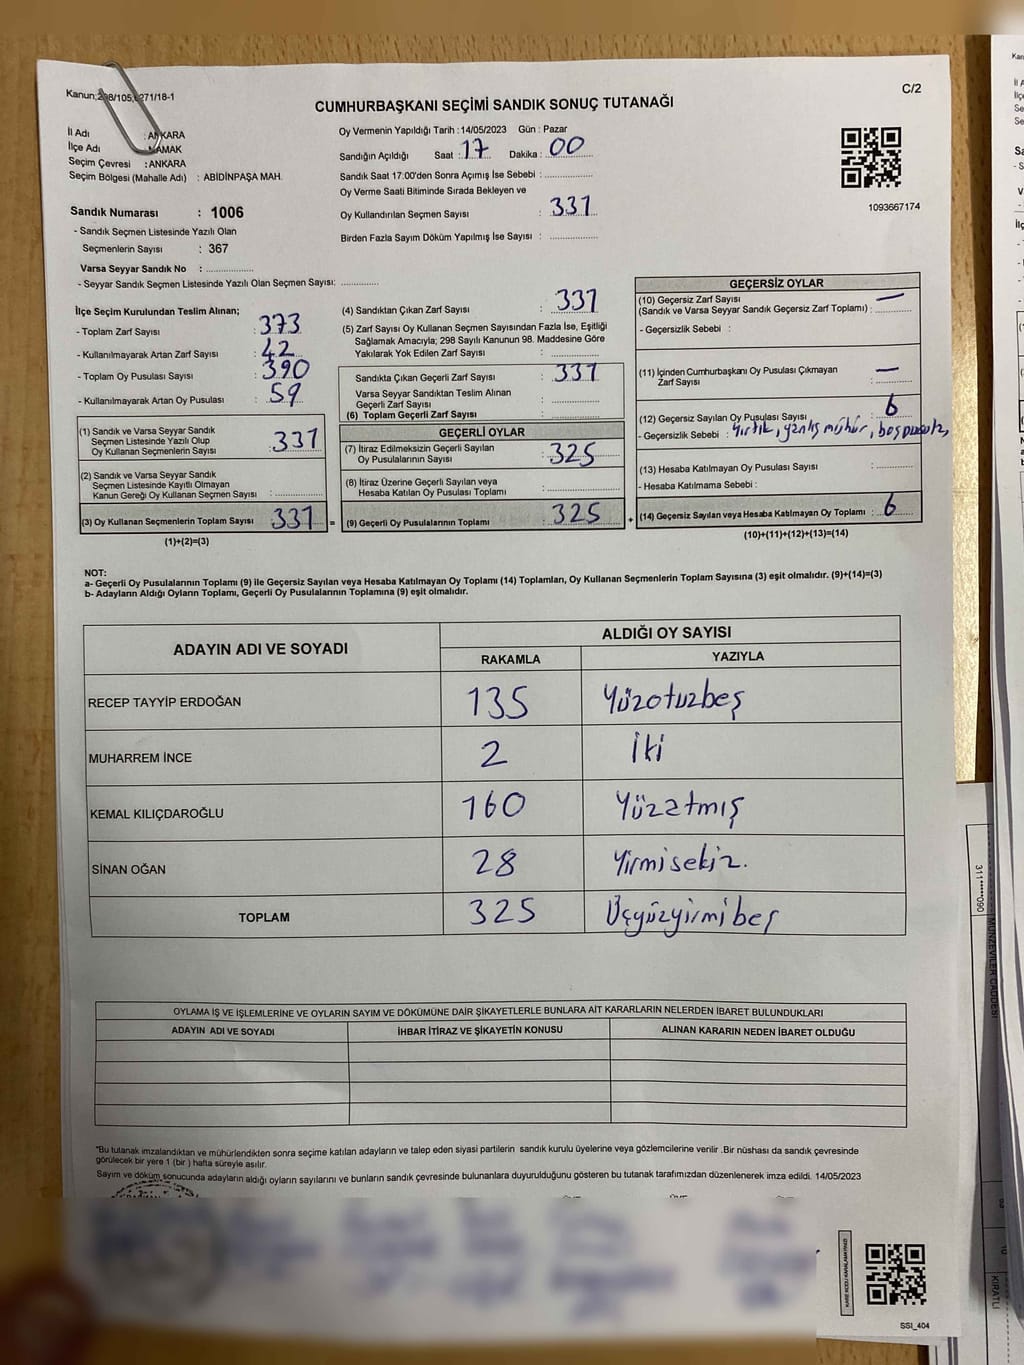 Kanun;298/105;6271/18-1
C/2
CUMHURBAŞKANI SEÇİMİ SANDIK SONUÇ TUTANAĞI
İl Adı : ANKARA
İlçe Adı : MAMAK
Seçim Çevresi : ANKARA
Seçim Bölgesi (Mahalle Adı) : ABİDİNPAŞA MAH.
Sandık Numarası : 1006
- Sandık Seçmen Listesinde Yazılı Olan
Seçmenlerin Sayısı : 367
Varsa Seyyar Sandık No : ..............
- Seyyar Sandık Seçmen Listesinde Yazılı Olan Seçmen Sayısı: ............
Oy Vermenin Yapıldığı Tarih : 14/05/2023 Gün : Pazar
Sandığın Açıldığı Saat : 17 Dakika : 00
Sandık Saat 17:00'den Sonra Açımış İse Sebebi : ..............
Oy Verme Saati Bitiminde Sırada Bekleyen ve
Oy Kullandırılan Seçmen Sayısı : 331
Birden Fazla Sayım Döküm Yapılmış İse Sayısı : ..............
1093667174
İlçe Seçim Kurulundan Teslim Alınan;
- Toplam Zarf Sayısı : 373
- Kullanılmayarak Artan Zarf Sayısı : 42
- Toplam Oy Pusulası Sayısı : 390
- Kullanılmayarak Artan Oy Pusulası : 59
(1) Sandık ve Varsa Seyyar Sandık
Seçmen Listesinde Yazılı Olup
Oy Kullanan Seçmenlerin Sayısı : 331
(2) Sandık ve Varsa Seyyar Sandık
Seçmen Listesinde Kayıtlı Olmayan
Kanun Gereği Oy Kullanan Seçmen Sayısı : ..............
(3) Oy Kullanan Seçmenlerin Toplam Sayısı 331 =
(1)+(2)=(3)
(4) Sandıktan Çıkan Zarf Sayısı : 331
(5) Zarf Sayısı Oy Kullanan Seçmen Sayısından Fazla İse, Eşitliği
Sağlamak Amacıyla; 298 Sayılı Kanunun 98. Maddesine Göre
Yakılarak Yok Edilen Zarf Sayısı : ..............
Sandıkta Çıkan Geçerli Zarf Sayısı : 331
Varsa Seyyar Sandıktan Teslim Alınan
Geçerli Zarf Sayısı : ..............
(6) Toplam Geçerli Zarf Sayısı : ..............
GEÇERLİ OYLAR
(7) İtiraz Edilmeksizin Geçerli Sayılan
Oy Pusulalarının Sayısı : 325
(8) İtiraz Üzerine Geçerli Sayılan veya
Hesaba Katılan Oy Pusulası Toplamı : ..............
(9) Geçerli Oy Pusulalarının Toplamı : 325 +
GEÇERSİZ OYLAR
(10) Geçersiz Zarf Sayısı
(Sandık ve Varsa Seyyar Sandık Geçersiz Zarf Toplamı) : —
- Geçersizlik Sebebi :
(11) İçinden Cumhurbaşkanı Oy Pusulası Çıkmayan
Zarf Sayısı : —
(12) Geçersiz Sayılan Oy Pusulası Sayısı : 6
- Geçersizlik Sebebi : Yırtık, yanlış mühür, boş pusula,
(13) Hesaba Katılmayan Oy Pusulası Sayısı : ..............
- Hesaba Katılmama Sebebi :
(14) Geçersiz Sayılan veya Hesaba Katılmayan Oy Toplamı : 6
(10)+(11)+(12)+(13)=(14)
NOT:
a- Geçerli Oy Pusulalarının Toplamı (9) ile Geçersiz Sayılan veya Hesaba Katılmayan Oy Toplamı (14) Toplamları, Oy Kullanan Seçmenlerin Toplam Sayısına (3) eşit olmalıdır. (9)+(14)=(3)
b- Adayların Aldığı Oyların Toplamı, Geçerli Oy Pusulalarının Toplamına (9) eşit olmalıdır.
ADAYIN ADI VE SOYADI
ALDIĞI OY SAYISI
RAKAMLA YAZIYLA
RECEP TAYYİP ERDOĞAN 135 Yüzotuzbeş
MUHARREM İNCE 2 İki
KEMAL KILIÇDAROĞLU 160 Yüzatmış
SİNAN OĞAN 28 Yirmisekiz.
TOPLAM 325 Üçyüzyirmibeş
OYLAMA İŞ VE İŞLEMLERİNE VE OYLARIN SAYIM VE DÖKÜMÜNE DAİR ŞİKAYETLERLE BUNLARA AİT KARARLARIN NELERDEN İBARET BULUNDUKLARI
ADAYIN ADI VE SOYADI İHBAR İTİRAZ VE ŞİKAYETİN KONUSU ALINAN KARARIN NEDEN İBARET OLDUĞU
*Bu tutanak imzalandıktan ve mühürlendikten sonra seçime katılan adayların ve talep eden siyasi partilerin sandık kurulu üyelerine veya gözlemcilerine verilir .Bir nüshası da sandık çevresinde
görülecek bir yere 1 (bir ) hafta süreyle asılır.
Sayım ve döküm sonucunda adayların aldığı oyların sayılarını ve bunların sandık çevresinde bulunanlara duyurulduğunu gösteren bu tutanak tarafımızdan düzenlenerek imza edildi. 14/05/2023
SSI_404
311******090
MÜNZEVİLER CADDESİ
KIRATLI